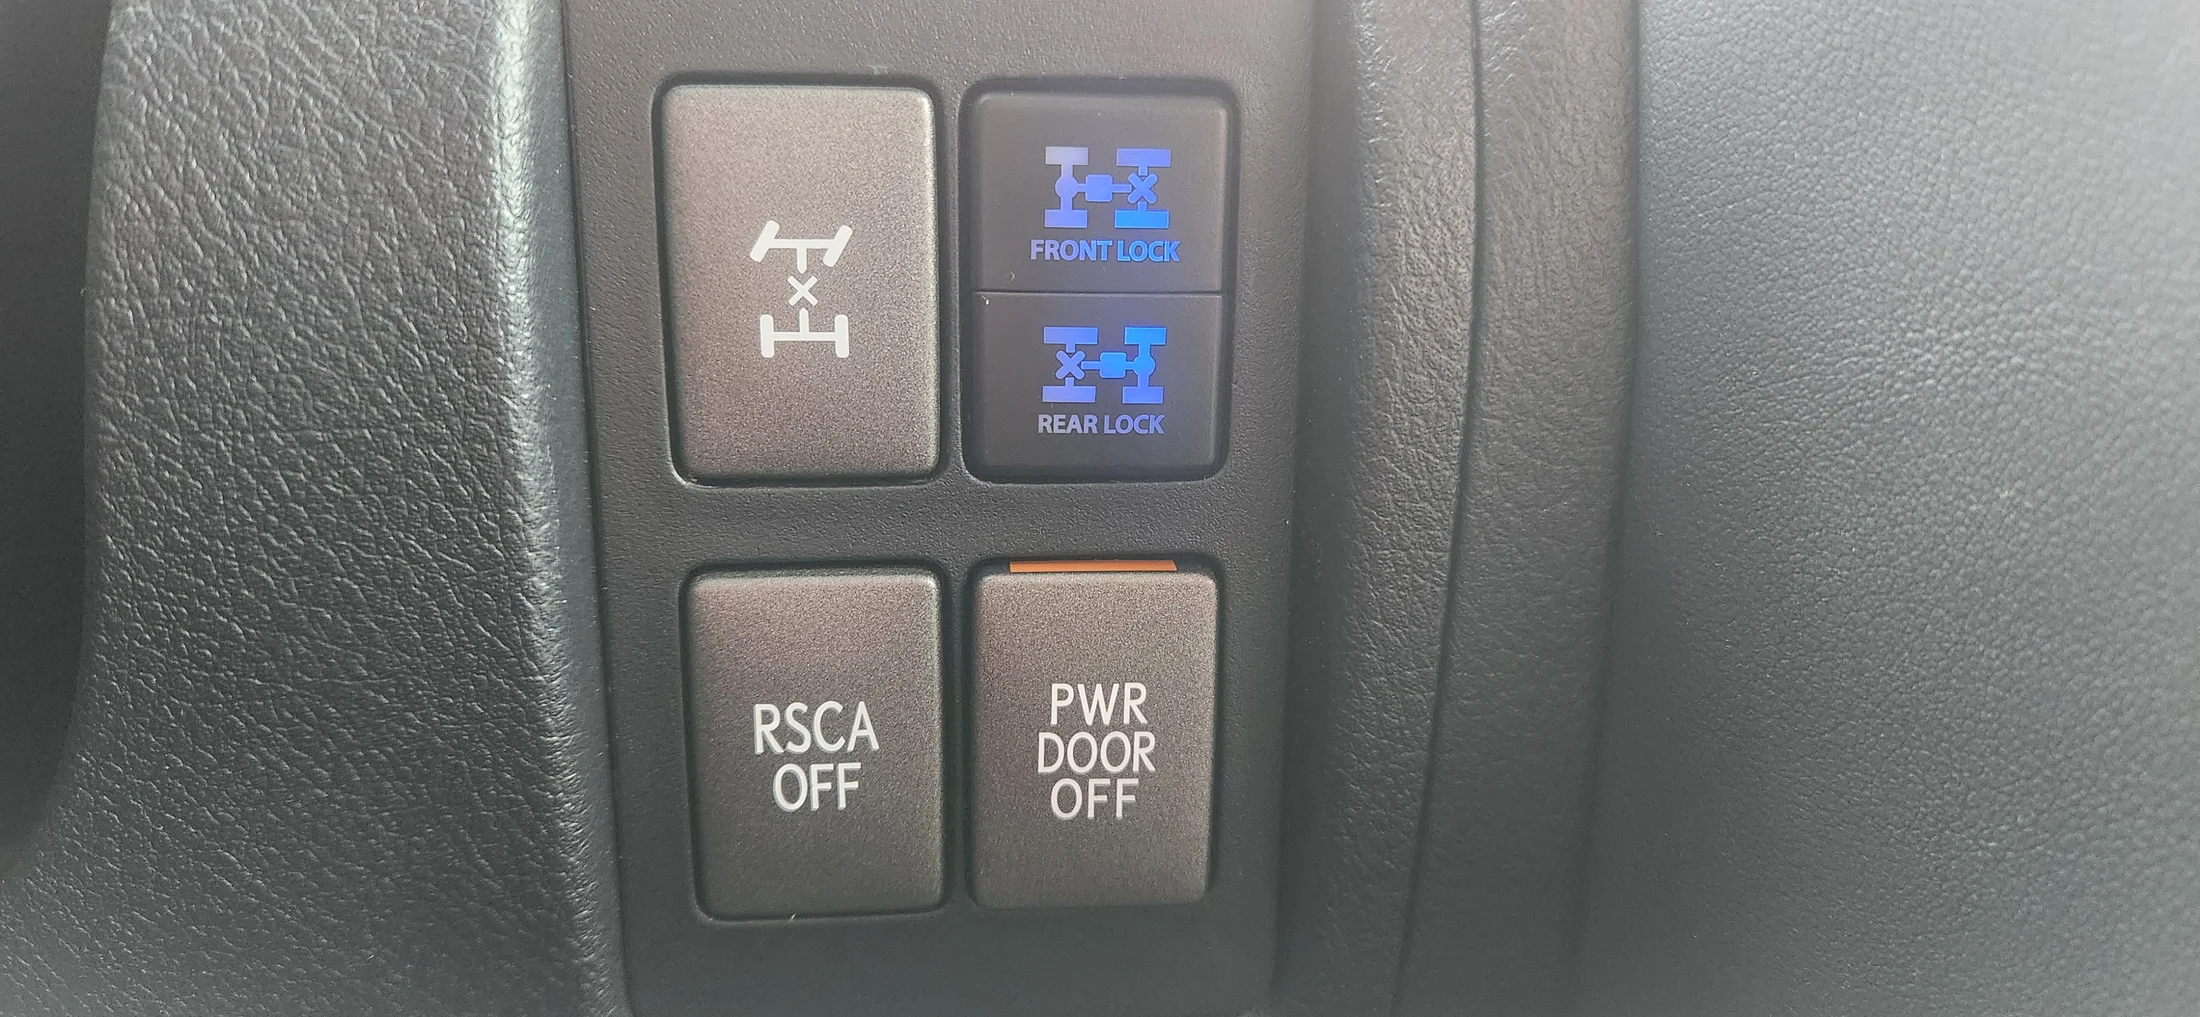 FRONT LOCK
REAR LOCK
RSCA
OFF
PWR
DOOR
OFF